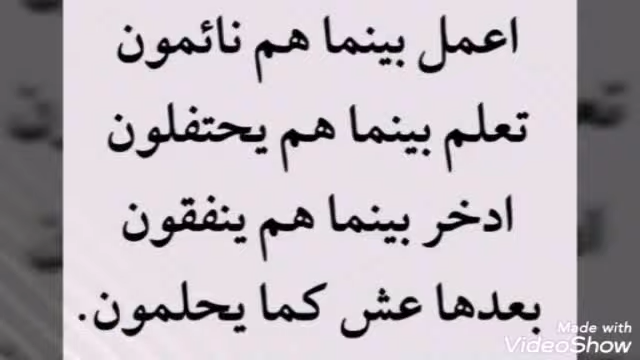 اعمل بينما هم نائمون
تعلم بينما هم يحتفلون
ادخر بينما هم ينفقون
بعدها عش كما يحلمون.
Made with
VideoShow